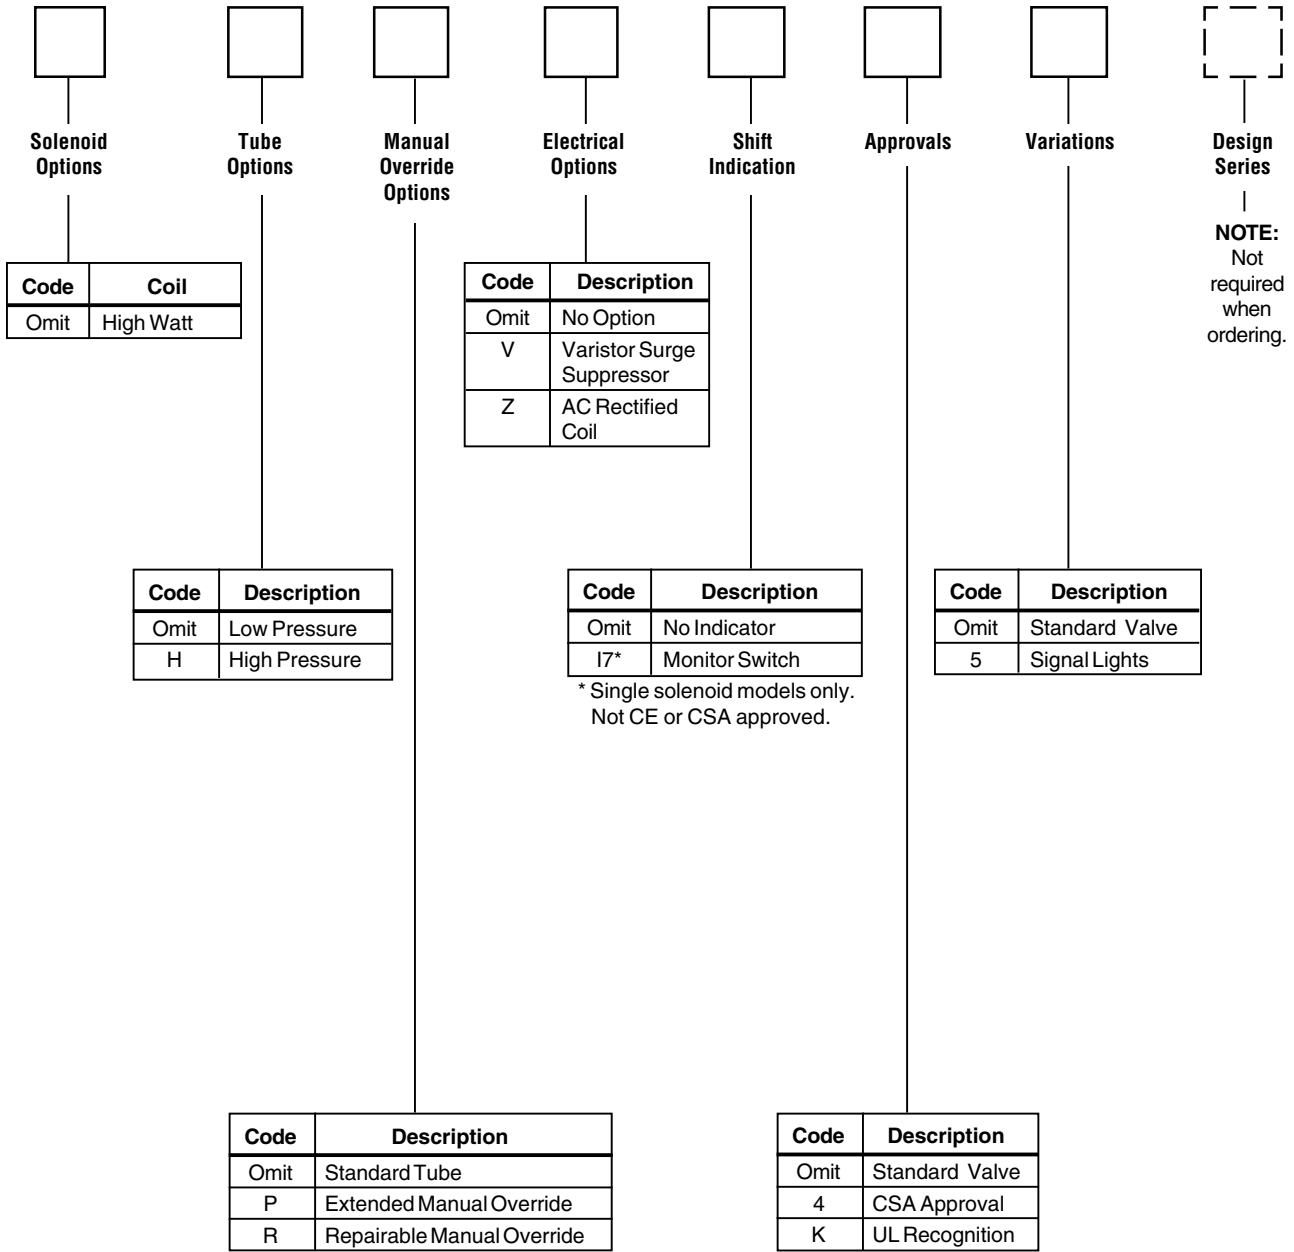 Solenoid
Options
Tube
Options
Manual
Override
Options
Electrical
Options
Shift
Indication
Approvals
Variations
Design
Series
NOTE:
Not
required
when
ordering.
Code Coil
Omit High Watt
Code Description
Omit No Option
V Varistor Surge
Suppressor
Z AC Rectified
Coil
Code Description
Omit Low Pressure
H High Pressure
Code Description
Omit No Indicator
I7* Monitor Switch
* Single solenoid models only.
Not CE or CSA approved.
Code Description
Omit Standard Valve
5 Signal Lights
Code Description
Omit Standard Tube
P Extended Manual Override
R Repairable Manual Override
Code Description
Omit Standard Valve
4 CSA Approval
K UL Recognition